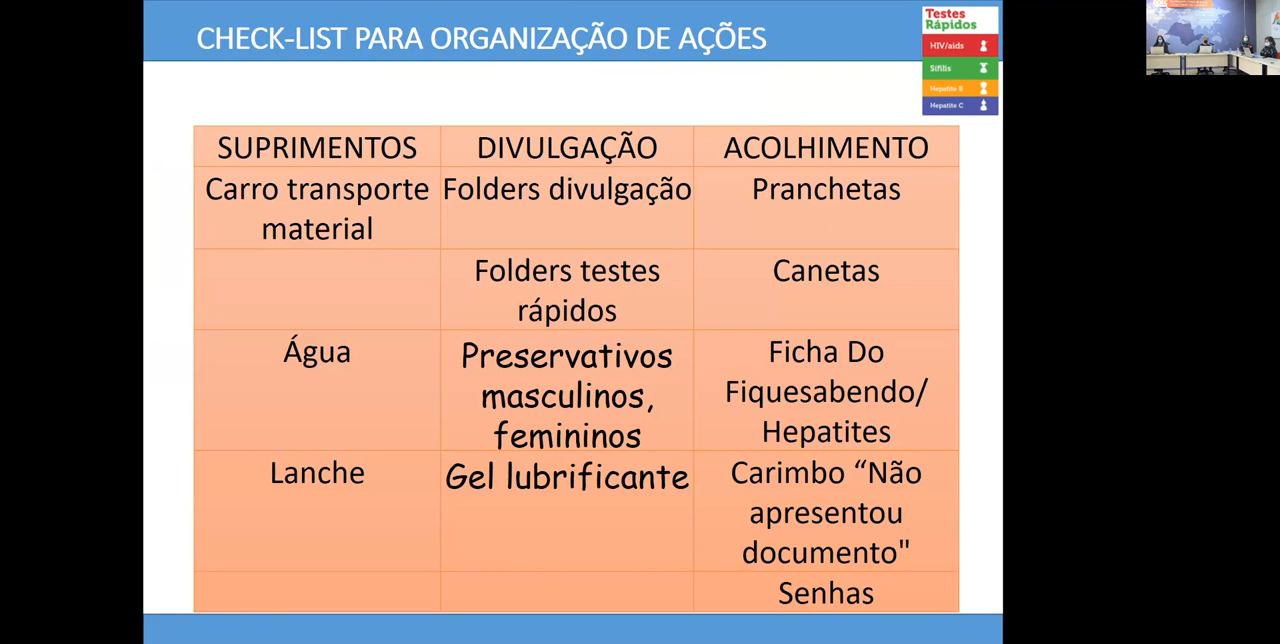 CHECK-LIST PARA ORGANIZAÇÃO DE AÇÕES
Testes
Rápidos
HIV/aids
Sífilis
Hepatite B
Hepatite C
SUPRIMENTOS DIVULGAÇÃO ACOLHIMENTO
Carro transporte
material
Folders divulgação
Pranchetas
Folders testes
rápidos
Canetas
Água
Preservativos
masculinos,
femininos
Ficha Do
Fiquesabendo/
Hepatites
Lanche
Gel lubrificante
Carimbo “Não
apresentou
documento"
Senhas